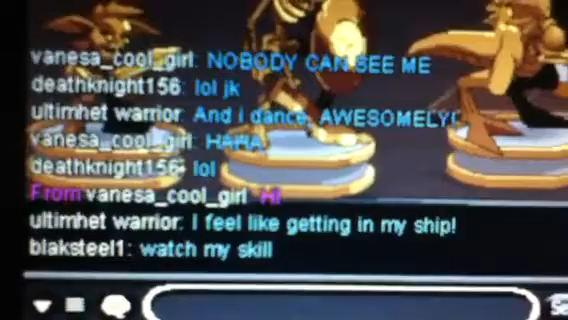 vanesa_cool_girl: NOBODY CAN SEE ME
deathknight156: lol jk
ultimhet warrior: And i dance, AWESOMELY!
vanesa_cool_girl: HAHA
deathknight156: lol
From vanesa_cool_girl: HI
ultimhet warrior: I feel like getting in my ship!
blaksteel1: watch my skill
Se